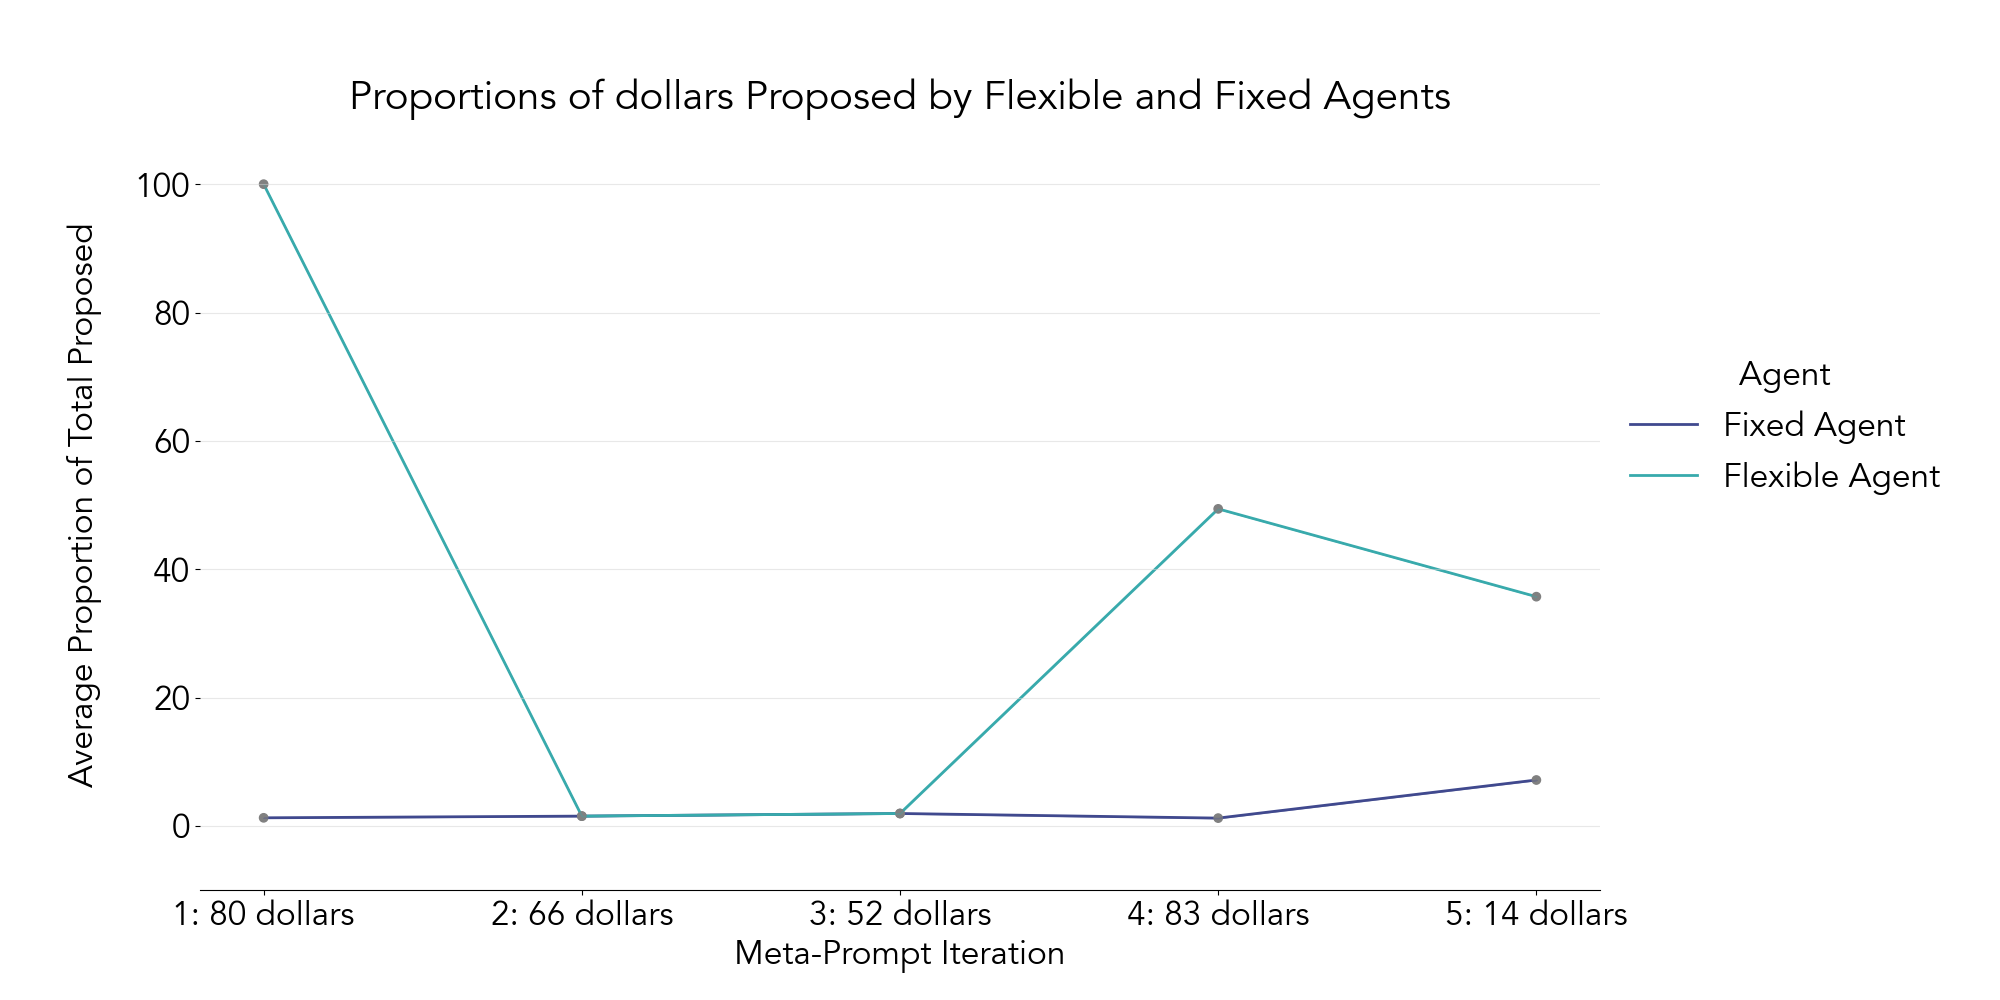 Proportions of dollars Proposed by Flexible and Fixed Agents
Average Proportion of Total Proposed
100
80
60
40
20
0
1: 80 dollars
2: 66 dollars
3: 52 dollars
4: 83 dollars
5: 14 dollars
Meta-Prompt Iteration
Agent
Fixed Agent
Flexible Agent